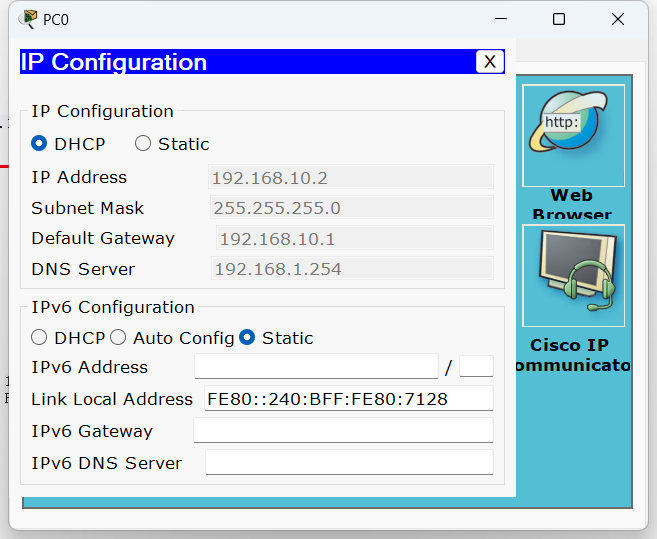 PC0
IP Configuration
X
IP Configuration
DHCP
Static
IP Address
192.168.10.2
Subnet Mask
255.255.255.0
Default Gateway
192.168.10.1
DNS Server
192.168.1.254
IPv6 Configuration
DHCP
Auto Config
Static
IPv6 Address
/
Link Local Address
FE80::240:BFF:FE80:7128
IPv6 Gateway
IPv6 DNS Server
http:
Web
Browser
Cisco IP
ommunicato